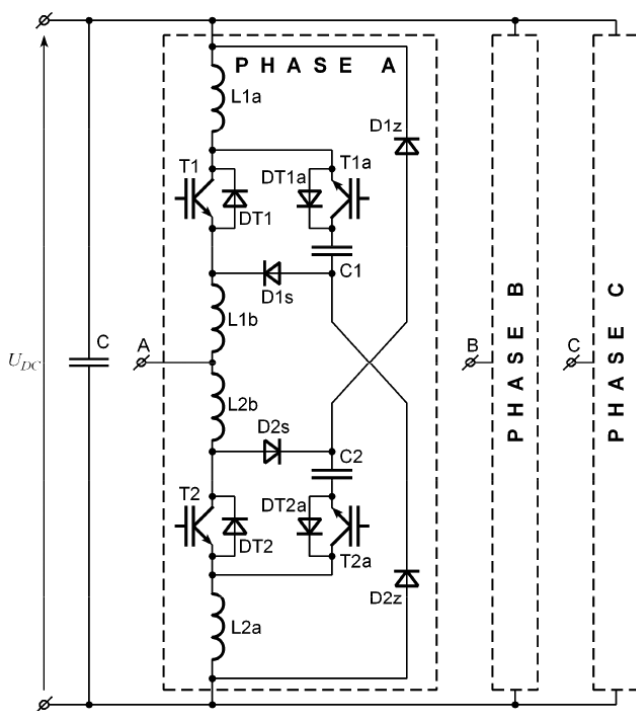 PHASE A
L1a
D1z
T1
DT1a
T1a
DT1
C1
D1s
L1b
A
B
C
C
U_DC
PHASE B
PHASE C
L2b
D2s
C2
T2
DT2a
DT2
T2a
D2z
L2a